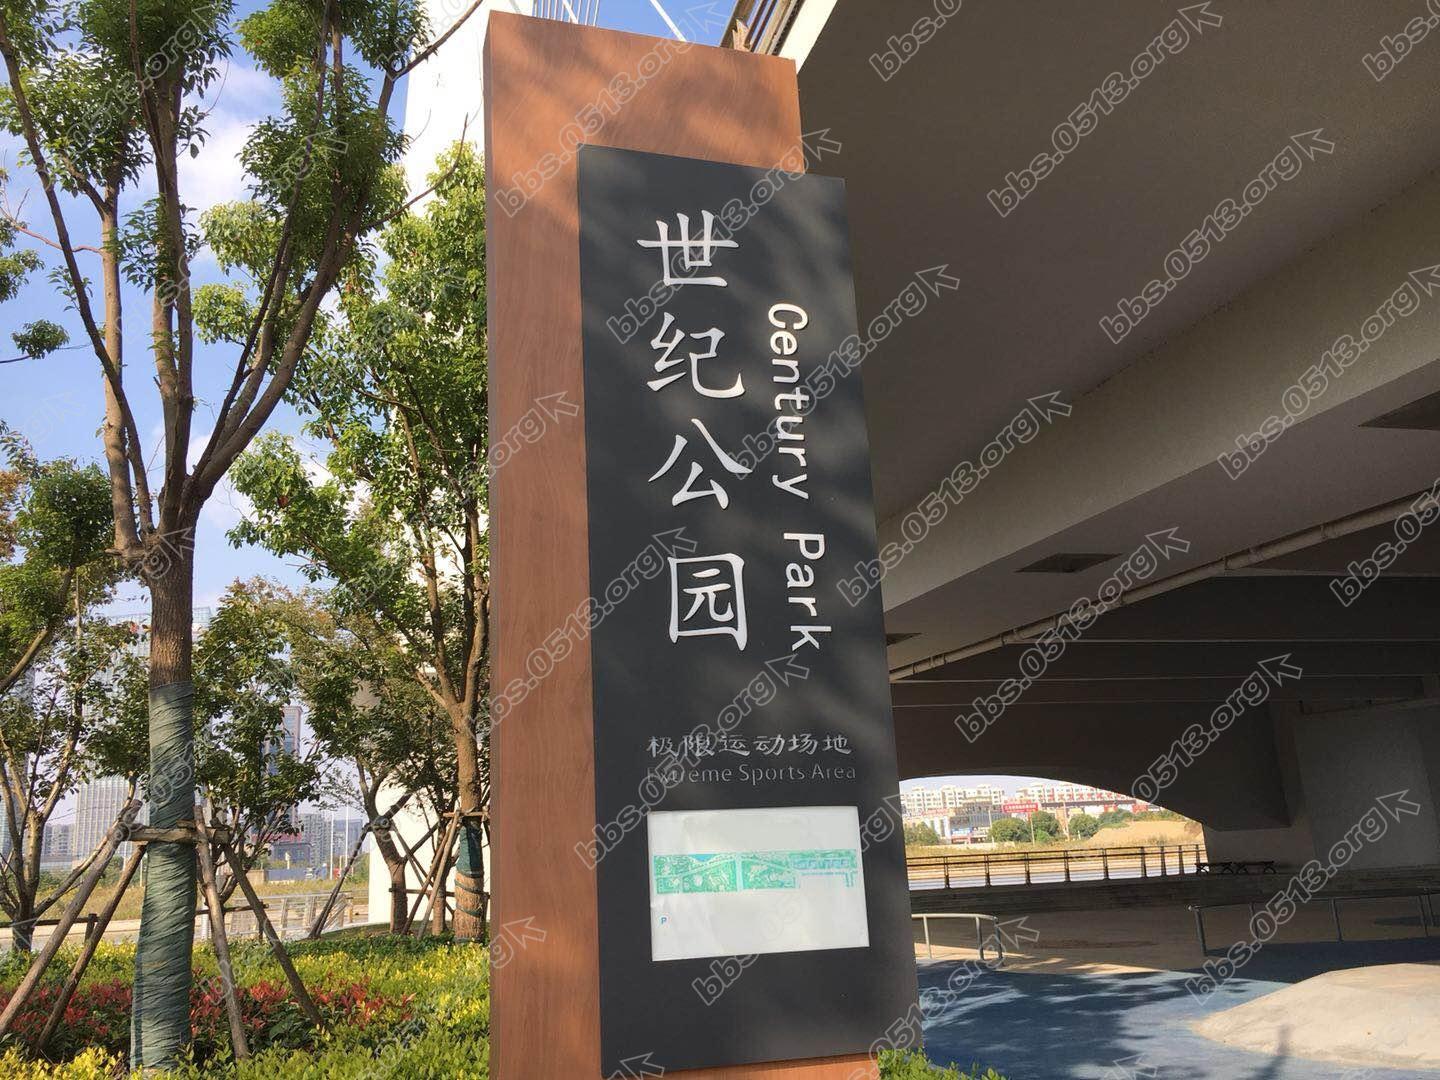 世纪公园
Century Park
极限运动场地
Extreme Sports Area
P
bbs.0513.org